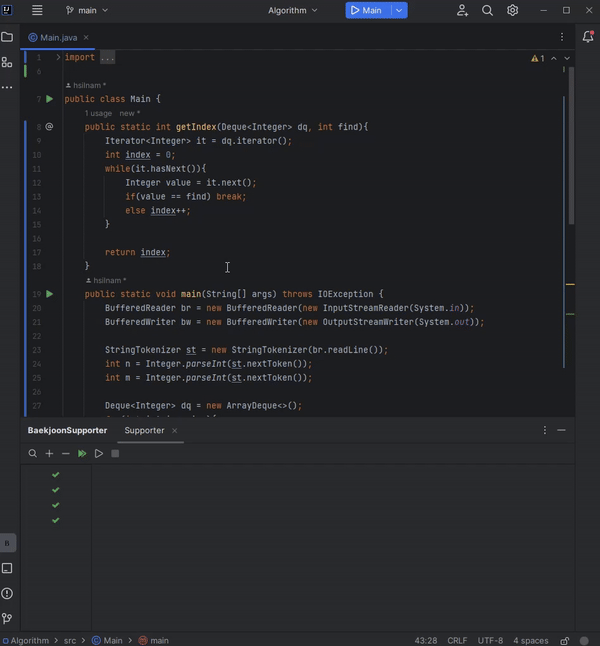 main
Algorithm
Main
Main.java
1 import ...
6
hsilnam *
7 public class Main {
1 usage new *
8 @ public static int getIndex(Deque<Integer> dq, int find){
9 Iterator<Integer> it = dq.iterator();
10 int index = 0;
11 while(it.hasNext()){
12 Integer value = it.next();
13 if(value == find) break;
14 else index++;
15 }
16
17 return index;
18 }
hsilnam *
19 public static void main(String[] args) throws IOException {
20 BufferedReader br = new BufferedReader(new InputStreamReader(System.in));
21 BufferedWriter bw = new BufferedWriter(new OutputStreamWriter(System.out));
22
23 StringTokenizer st = new StringTokenizer(br.readLine());
24 int n = Integer.parseInt(st.nextToken());
25 int m = Integer.parseInt(st.nextToken());
26
27 Deque<Integer> dq = new ArrayDeque<>();
1
BaekjoonSupporter Supporter
B
Algorithm > src > Main > main 43:28 CRLF UTF-8 4 spaces